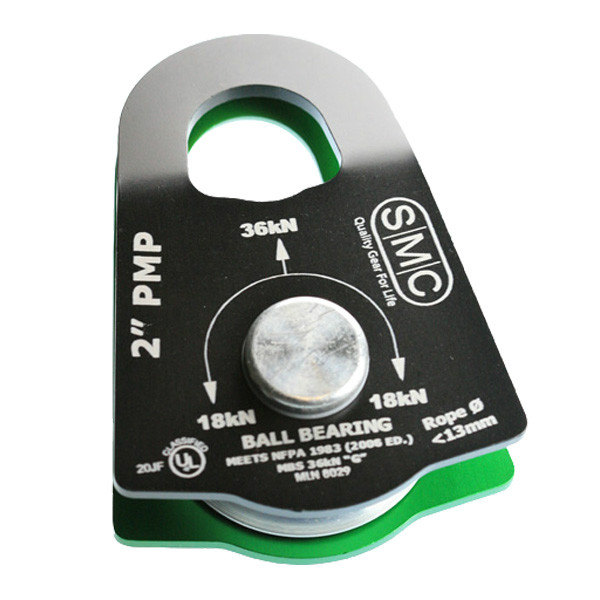 36kN
SMC
Quality Gear For Life
2" PMP
18kN
18kN
BALL BEARING
MEETS NFPA 1983 (2006 ED.)
MBS 36kN "G"
MLN 8029
Rope Ø
<13mm
CLASSIFIED
UL
20JF